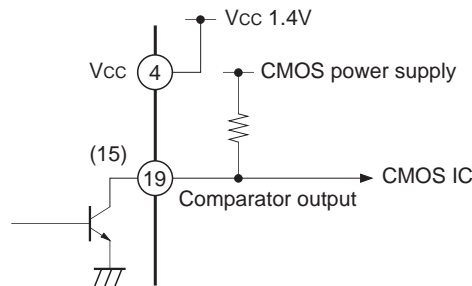 Vcc 1.4V
Vcc 4
CMOS power supply
(15)
19
CMOS IC
Comparator output